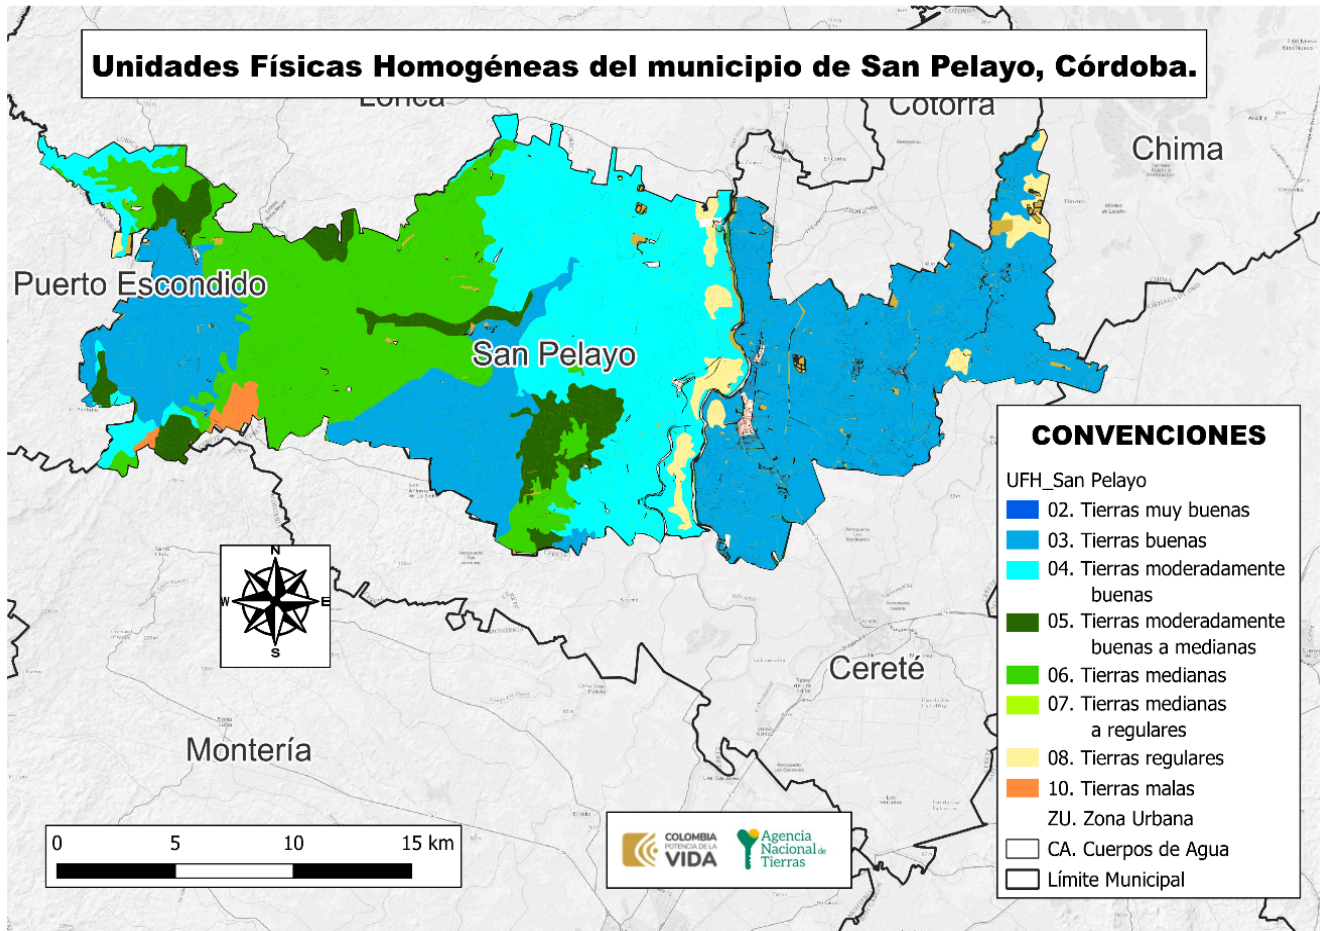 Unidades Físicas Homogéneas del municipio de San Pelayo, Córdoba.
Lorica
Cotorra
Chima
Puerto Escondido
San Pelayo
Cereté
Montería
N
W
E
S
0 5 10 15 km
COLOMBIA
POTENCIA DE LA
VIDA
Agencia
Nacional de
Tierras
CONVENCIONES
UFH_San Pelayo
02. Tierras muy buenas
03. Tierras buenas
04. Tierras moderadamente
buenas
05. Tierras moderadamente
buenas a medianas
06. Tierras medianas
07. Tierras medianas
a regulares
08. Tierras regulares
10. Tierras malas
ZU. Zona Urbana
CA. Cuerpos de Agua
Límite Municipal